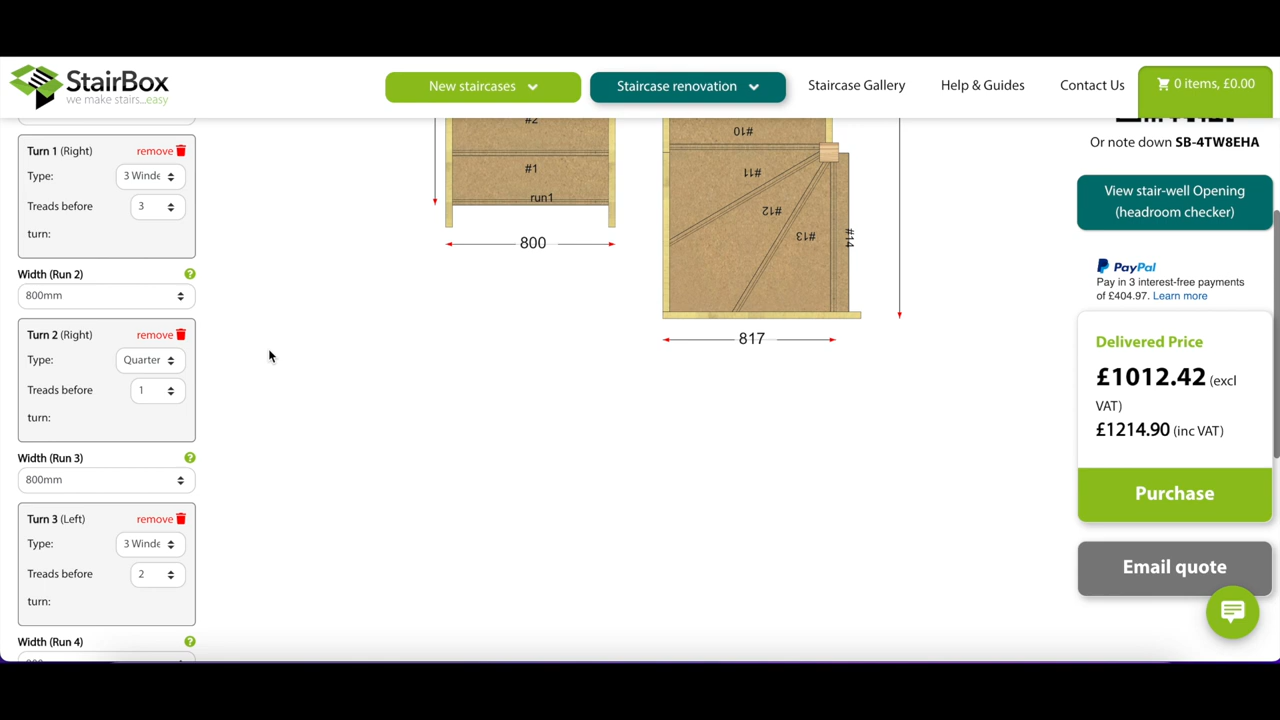 StairBox
we make stairs...easy
New staircases
Staircase renovation
Staircase Gallery
Help & Guides
Contact Us
0 items, £0.00
Turn 1 (Right) remove
Type: 3 Winde
Treads before 3
turn:
Width (Run 2) ?
800mm
Turn 2 (Right) remove
Type: Quarter
Treads before 1
turn:
Width (Run 3) ?
800mm
Turn 3 (Left) remove
Type: 3 Winde
Treads before 2
turn:
Width (Run 4) ?
#2
#1
run1
800
#10
#11
#12
#13
#14
817
Or note down SB-4TW8EHA
View stair-well Opening
(headroom checker)
PayPal
Pay in 3 interest-free payments
of £404.97. Learn more
Delivered Price
£1012.42 (excl
VAT)
£1214.90 (inc VAT)
Purchase
Email quote